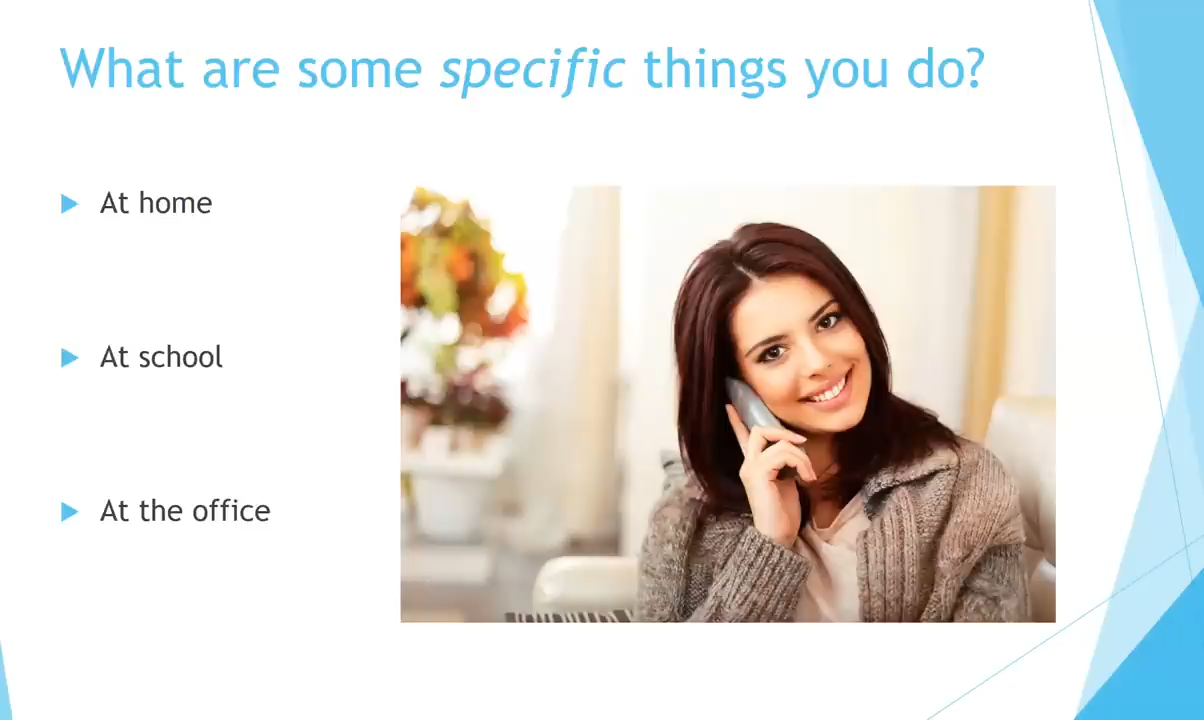 What are some specific things you do?
At home
At school
At the office